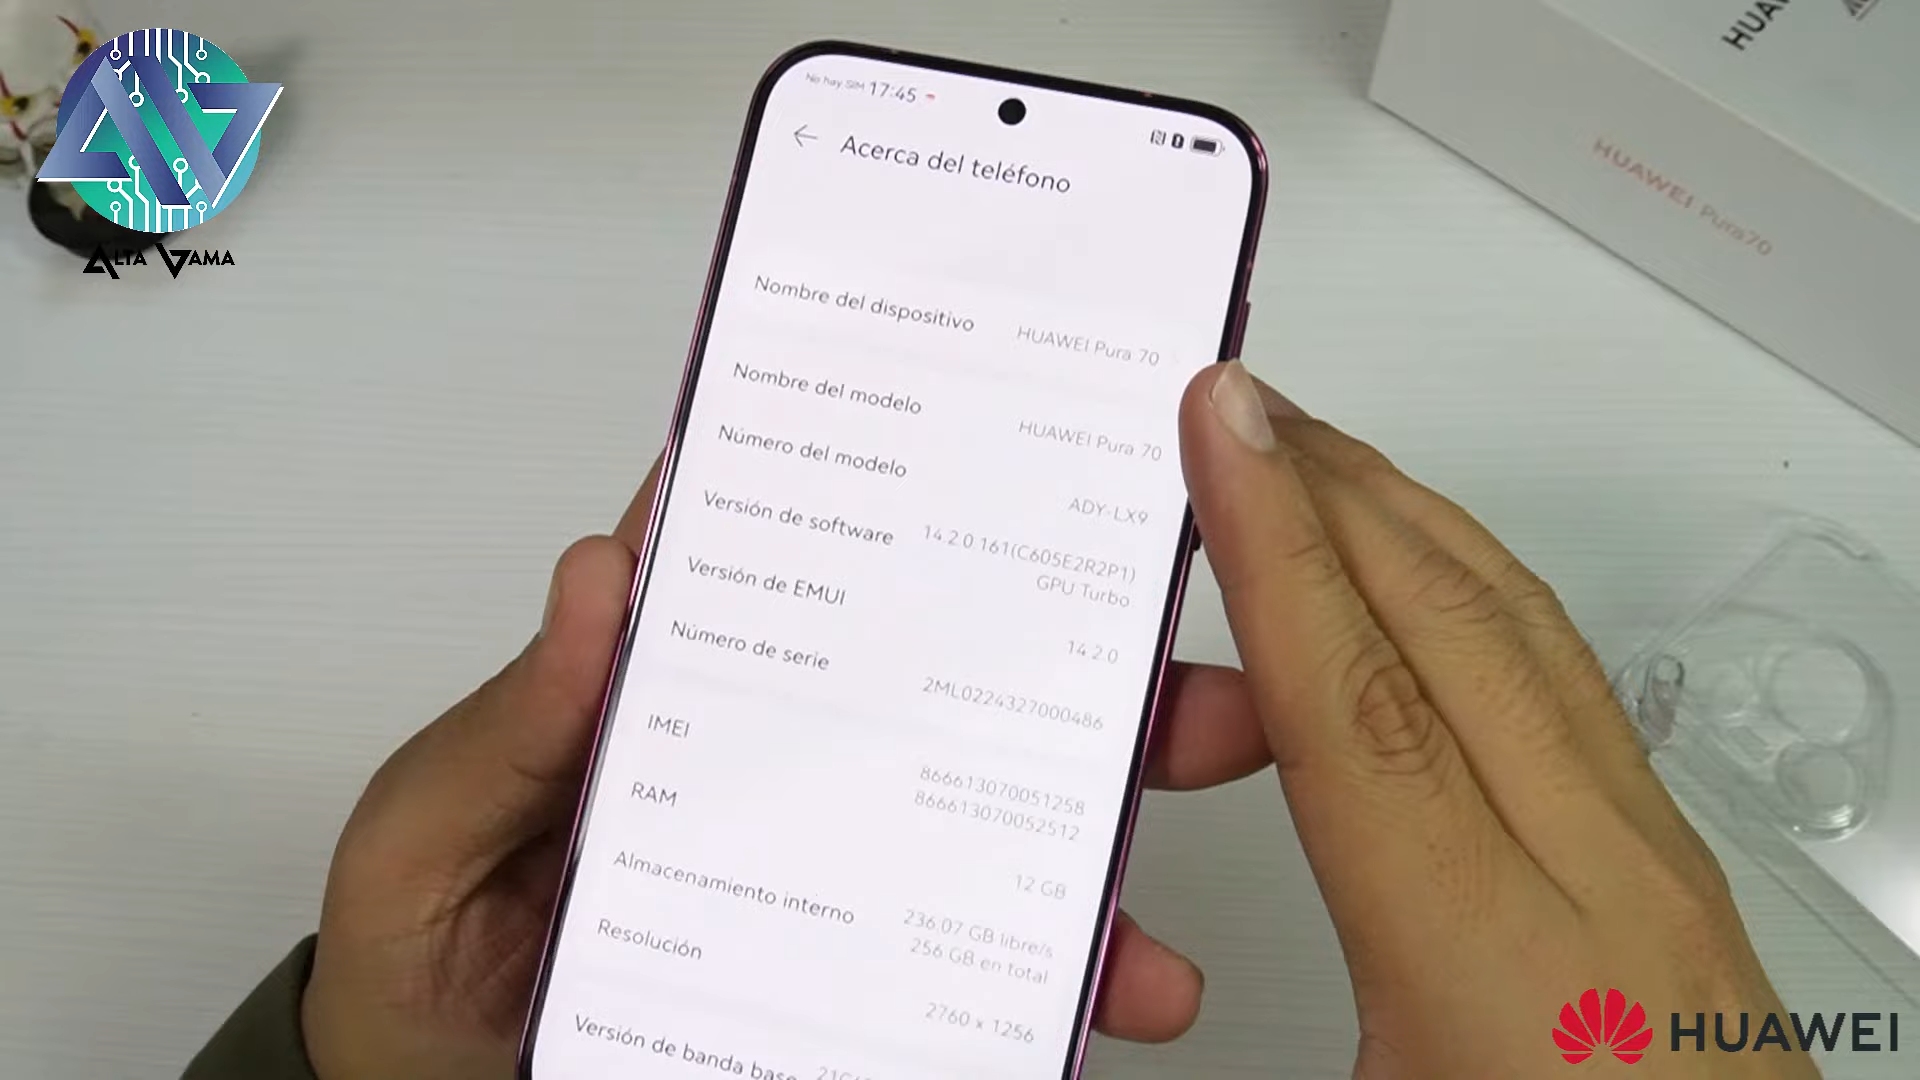 ALTA GAMA
HUAWEI
HUAWEI Pura70
No hay SIM 17:45
Acerca del teléfono
Nombre del dispositivo
HUAWEI Pura 70
Nombre del modelo
HUAWEI Pura 70
Número del modelo
ADY-LX9
Versión de software
14.2.0.161(C605E2R2P1)
GPU Turbo
Versión de EMUI
14.2.0
Número de serie
2ML0224327000486
IMEI
866613070051258
866613070052512
RAM
12 GB
Almacenamiento interno
236,07 GB libre/s
256 GB en total
Resolución
2760 x 1256
Versión de banda base
HUAWEI